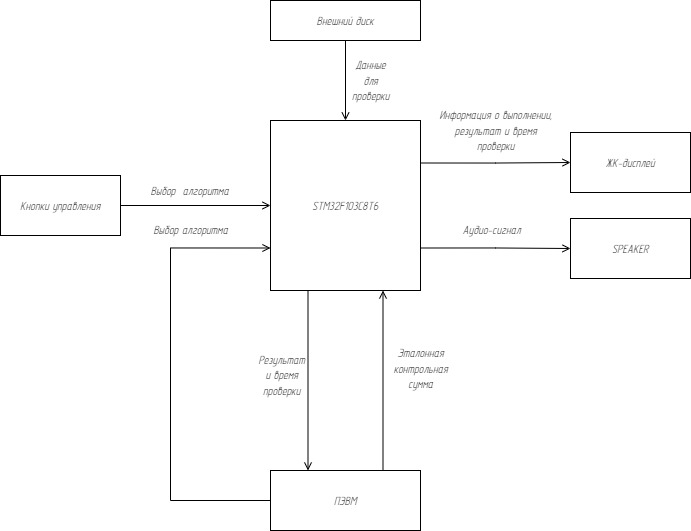 Внешний диск
Данные
для
проверки
Информация о выполнении,
результат и время
проверки
ЖК-дисплей
Кнопки управления
Выбор алгоритма
STM32F103C8T6
Выбор алгоритма
Аудио-сигнал
SPEAKER
Результат
и время
проверки
Эталонная
контрольная
сумма
ПЭВМ